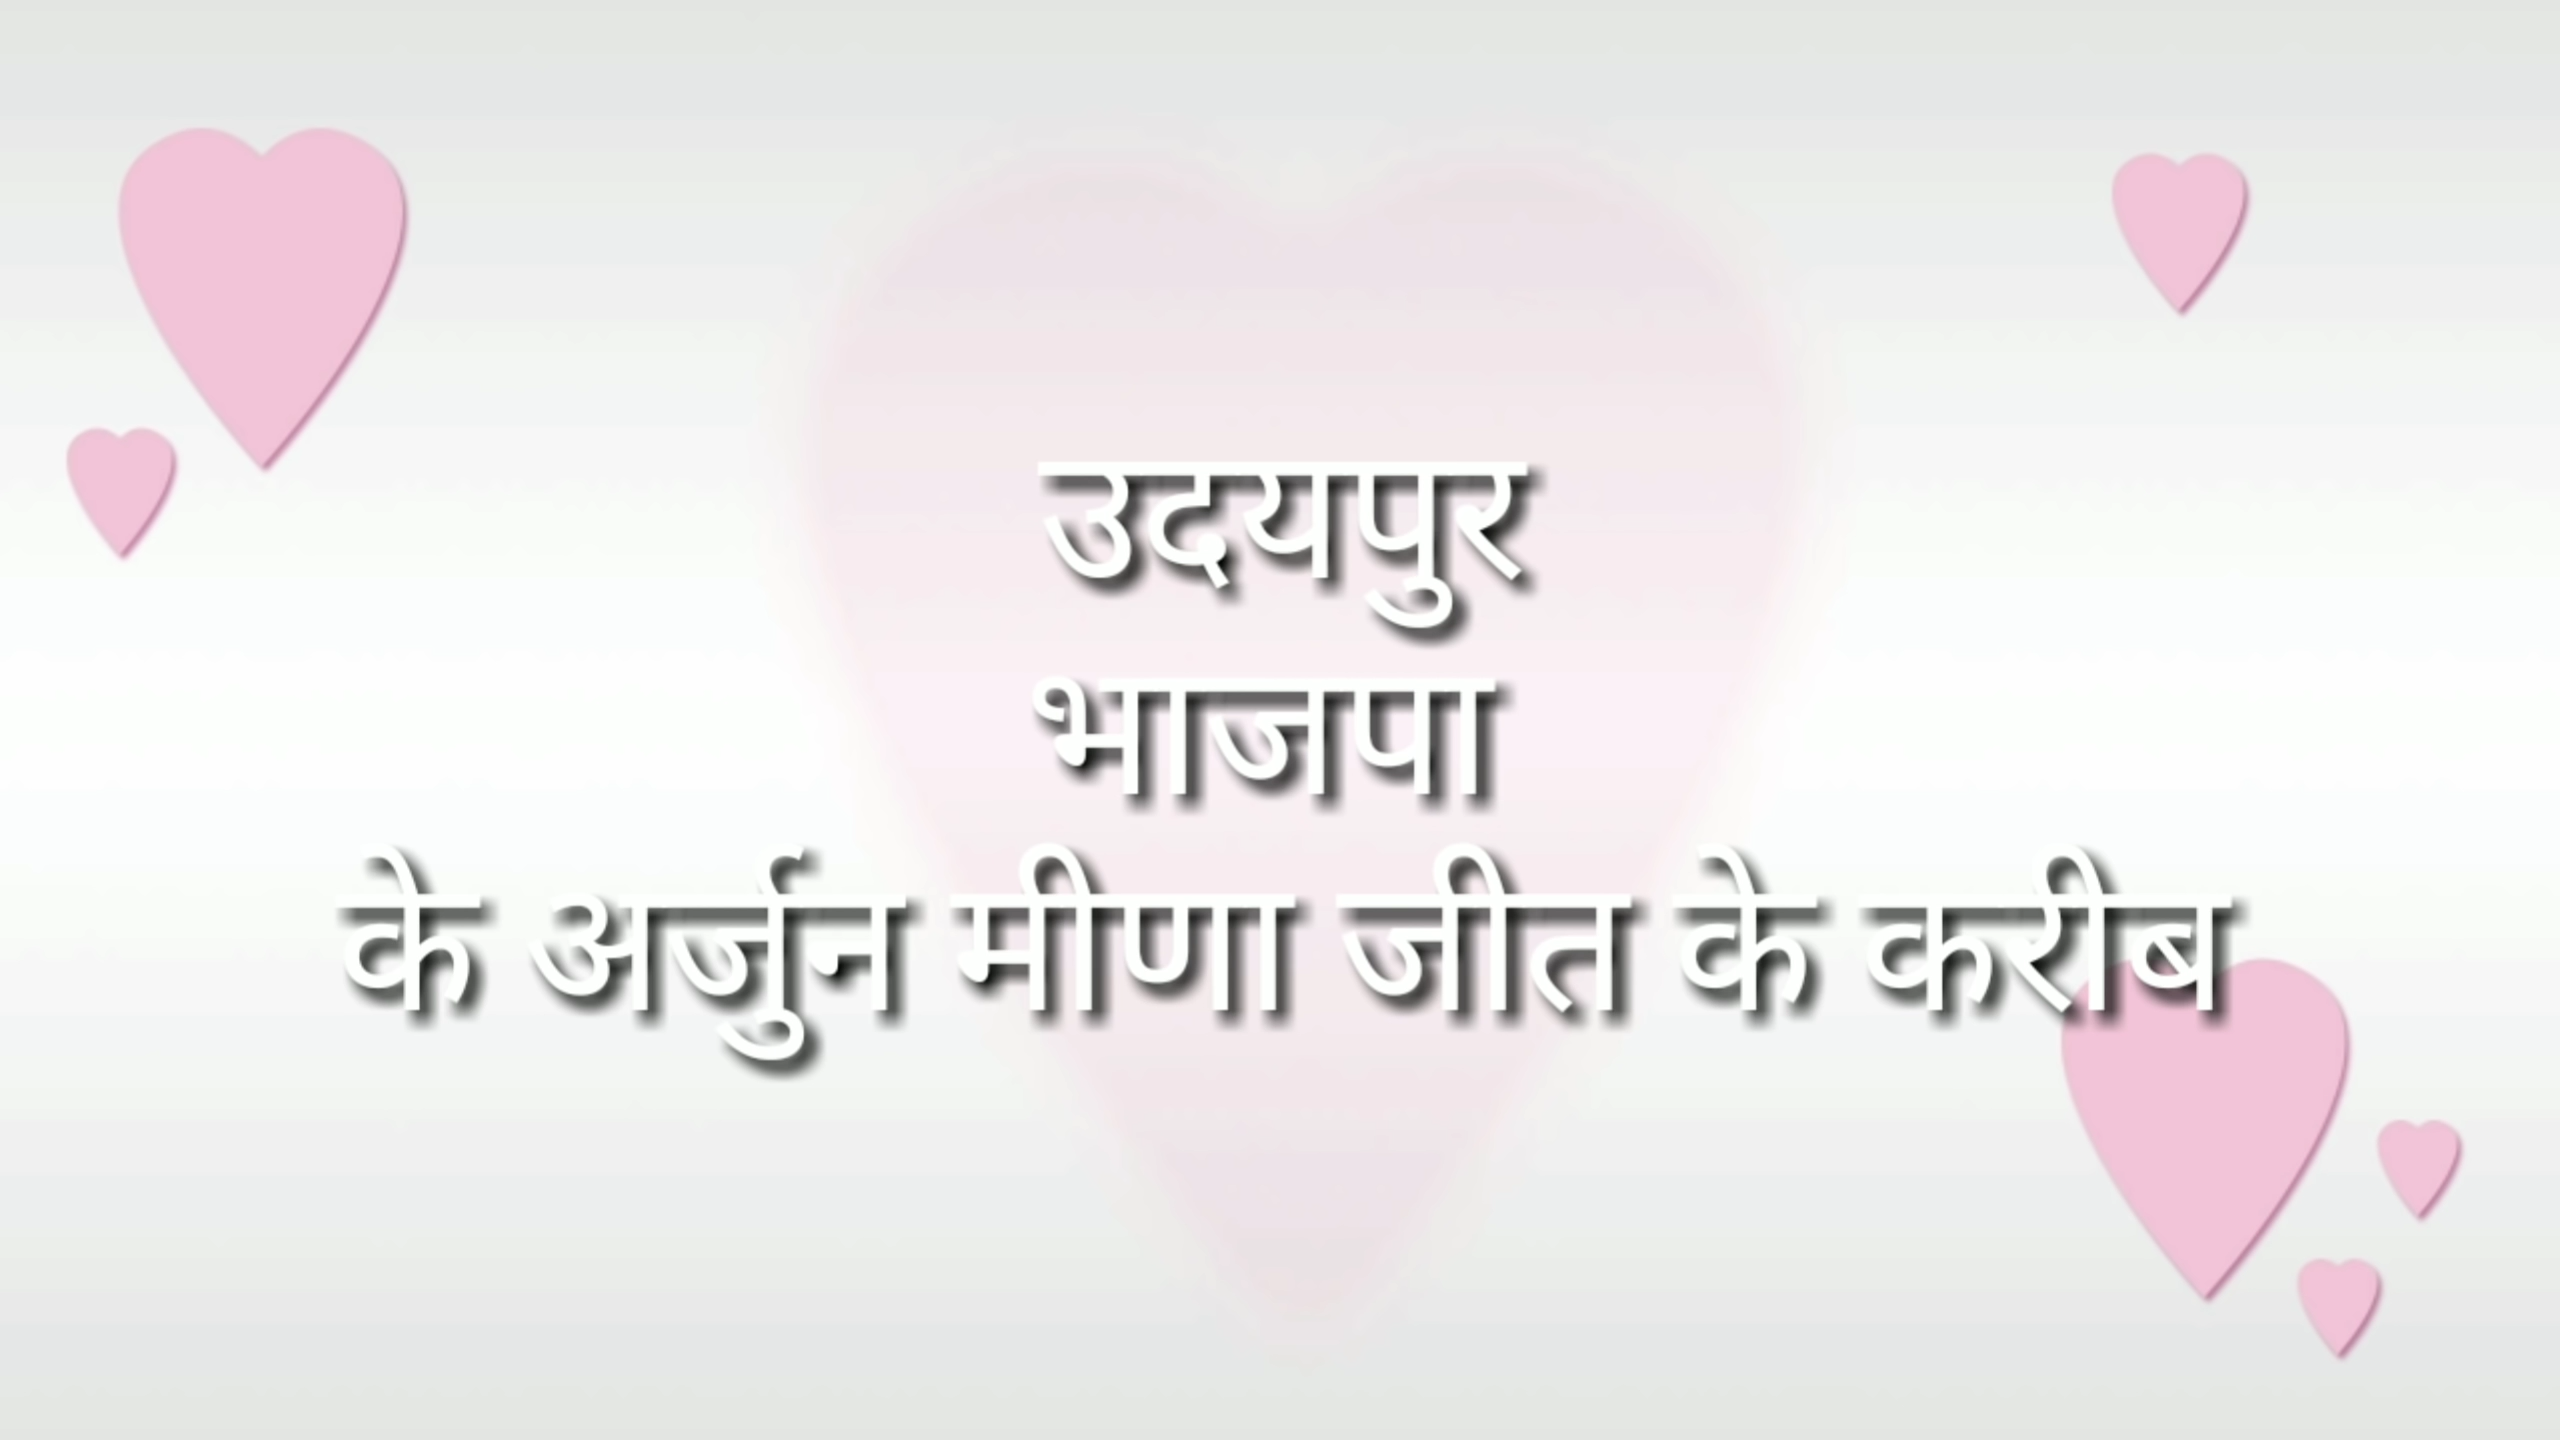 उदयपुर
भाजपा
के अर्जुन मीणा जीत के करीब